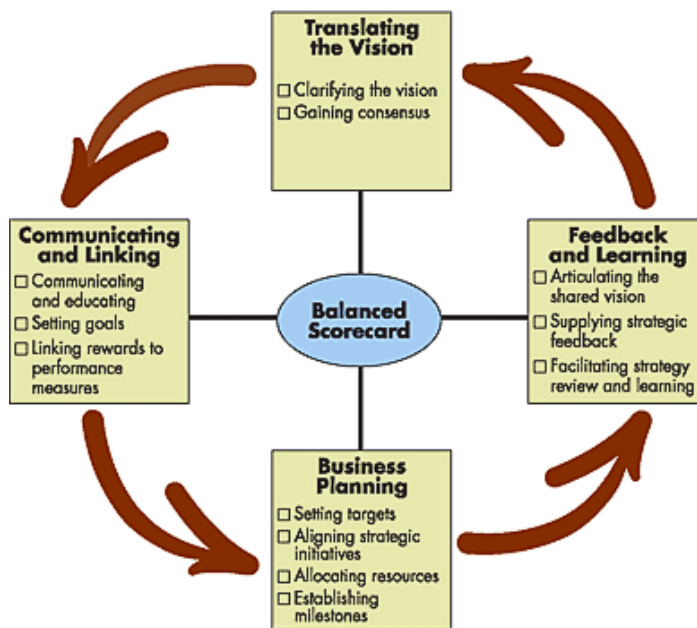 Translating
the Vision
☐ Clarifying the vision
☐ Gaining consensus
Communicating
and Linking
☐ Communicating
and educating
☐ Setting goals
☐ Linking rewards to
performance
measures
Balanced
Scorecard
Feedback
and Learning
☐ Articulating the
shared vision
☐ Supplying strategic
feedback
☐ Facilitating strategy
review and learning
Business
Planning
☐ Setting targets
☐ Aligning strategic
initiatives
☐ Allocating resources
☐ Establishing
milestones